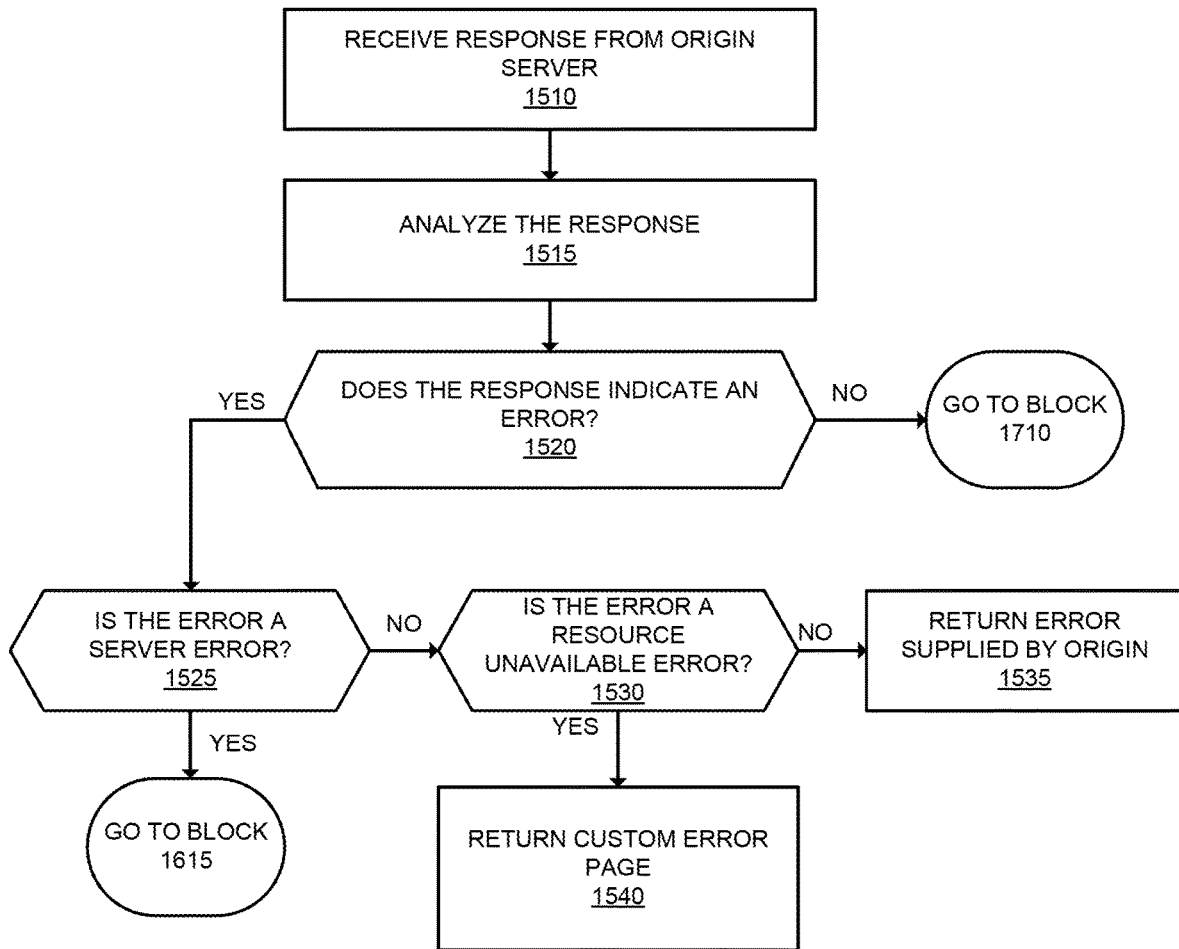 RECEIVE RESPONSE FROM ORIGIN
SERVER
1510
ANALYZE THE RESPONSE
1515
DOES THE RESPONSE INDICATE AN
ERROR?
1520
YES
NO
GO TO BLOCK
1710
IS THE ERROR A
SERVER ERROR?
1525
NO
IS THE ERROR A
RESOURCE
UNAVAILABLE ERROR?
1530
NO
RETURN ERROR
SUPPLIED BY ORIGIN
1535
YES
GO TO BLOCK
1615
YES
RETURN CUSTOM ERROR
PAGE
1540